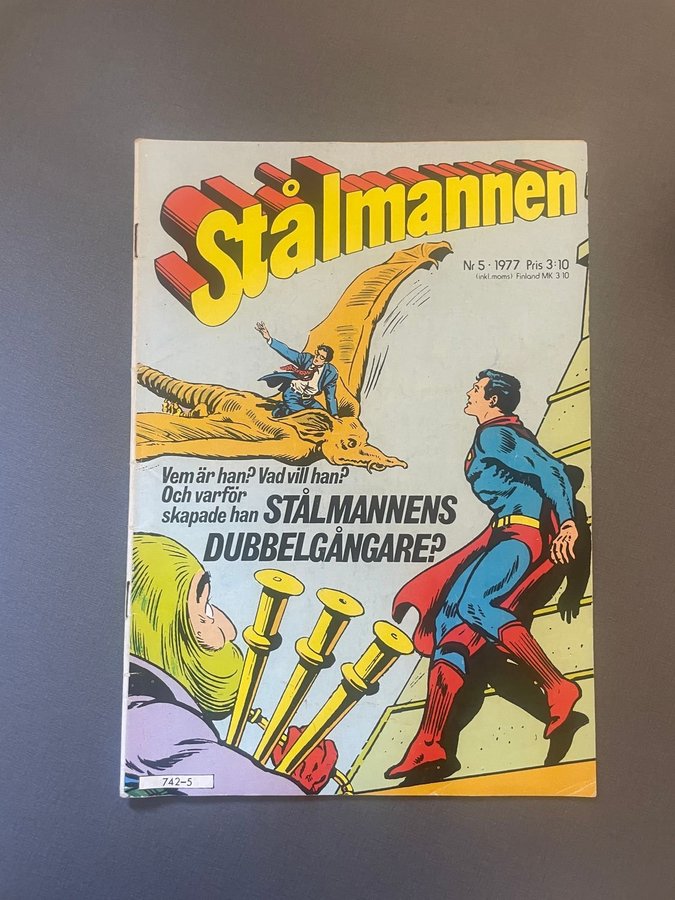 Stålmannen
Nr 5 · 1977 Pris 3:10
(inkl. moms) Finland MK 3 10
Vem är han? Vad vill han?
Och varför
skapade han STÅLMANNENS
DUBBELGÅNGARE?
742–5